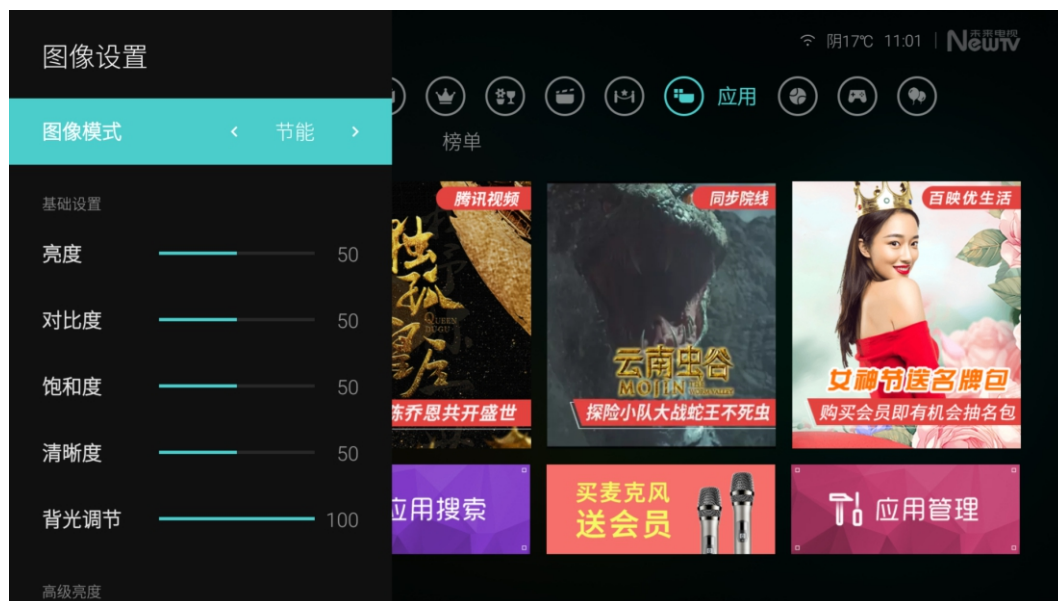 图像设置
阴17℃ 11:01
未来电视
NewTV
图像模式 < 节能 >
应用
榜单
基础设置
亮度 50
对比度 50
饱和度 50
清晰度 50
背光调节 100
高级亮度
腾讯视频
独孤皇后
QUEEN
DUGU
陈乔恩共开盛世
同步院线
云南虫谷
MOJIN
探险小队大战蛇王不死虫
百映优生活
女神节送名牌包
购买会员即有机会抽名包
应用搜索
买麦克风
送会员
应用管理